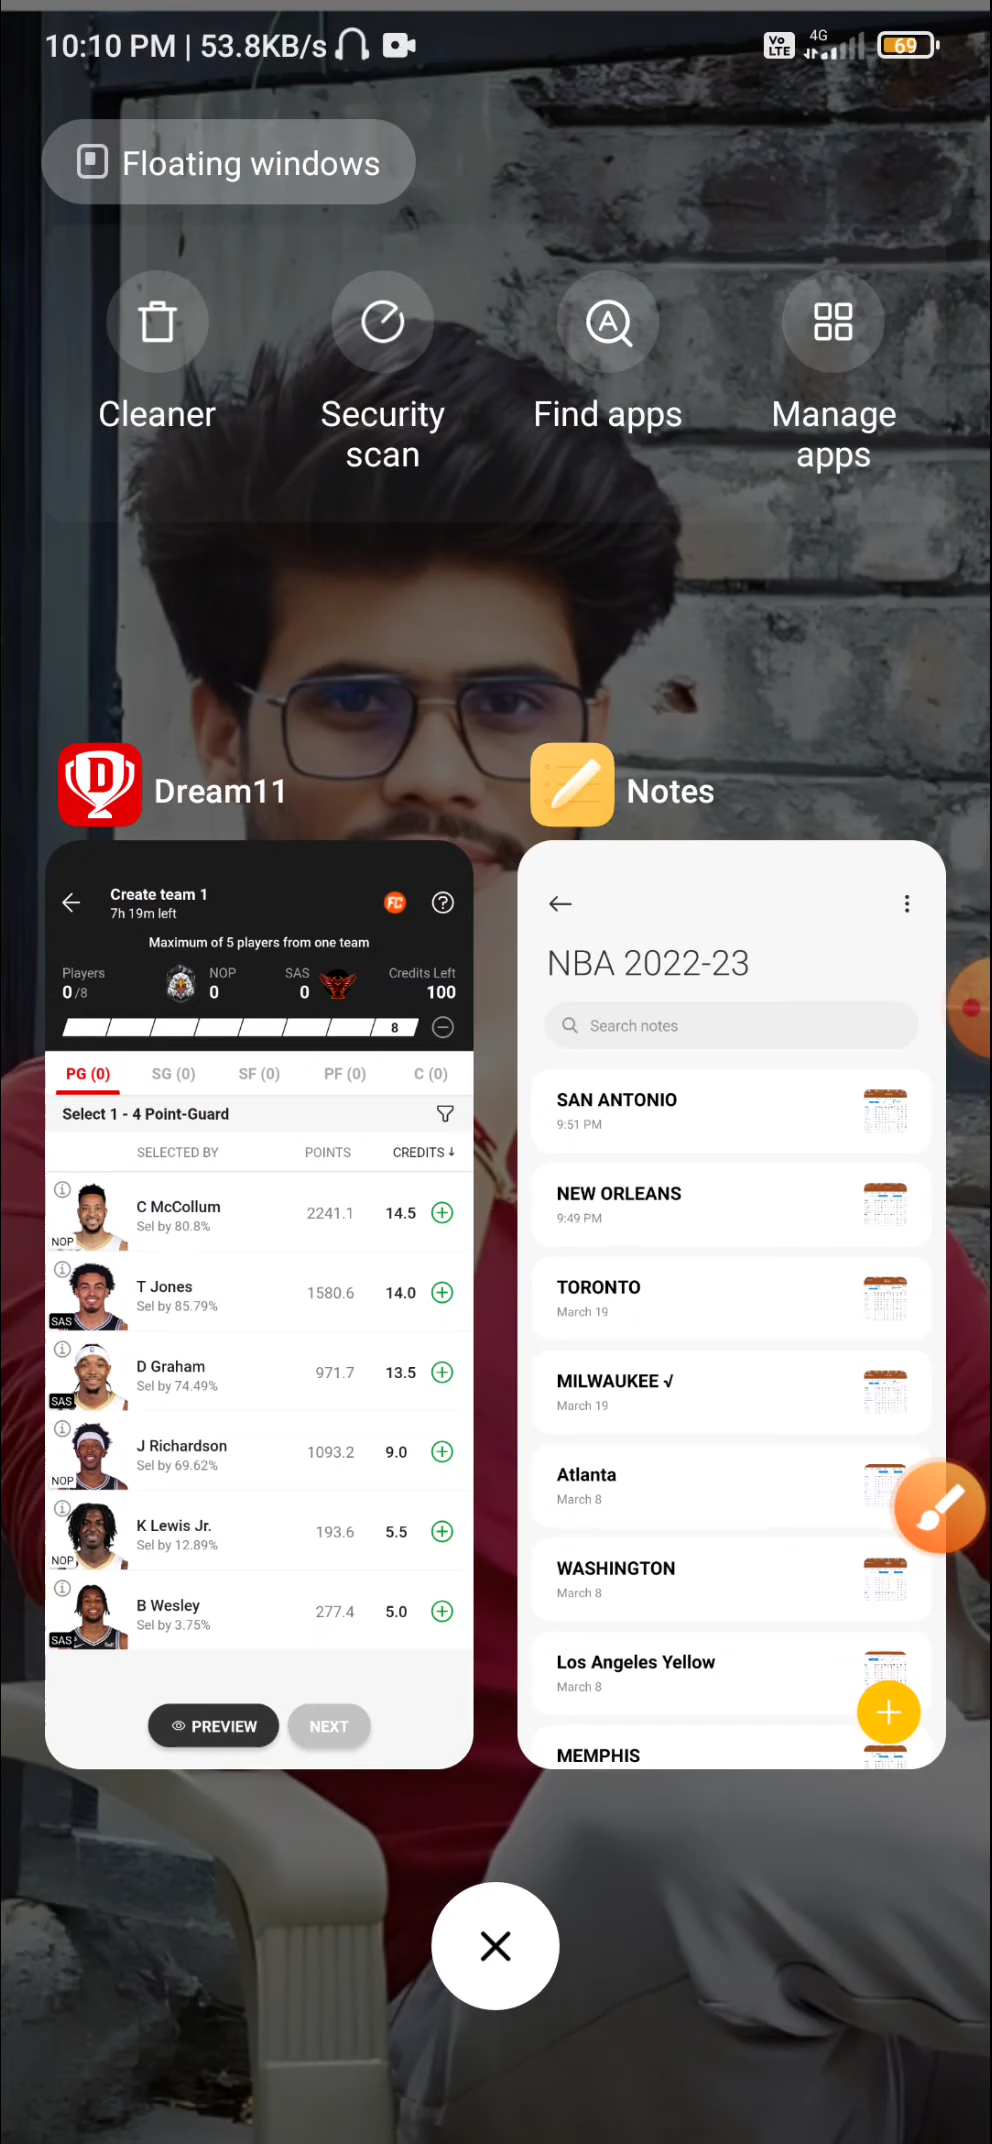 10:10 PM | 53.8KB/s
Vo LTE 4G 69
Floating windows
Cleaner
Security scan
Find apps
Manage apps
Dream11
Create team 1
7h 19m left
FC
Maximum of 5 players from one team
Players
0/8
NOP
0
SAS
0
Credits Left
100
8
PG (0) SG (0) SF (0) PF (0) C (0)
Select 1 - 4 Point-Guard
SELECTED BY POINTS CREDITS ↓
C McCollum
Sel by 80.8%
2241.1 14.5
NOP
T Jones
Sel by 85.79%
1580.6 14.0
SAS
D Graham
Sel by 74.49%
971.7 13.5
SAS
J Richardson
Sel by 69.62%
1093.2 9.0
NOP
K Lewis Jr.
Sel by 12.89%
193.6 5.5
NOP
B Wesley
Sel by 3.75%
277.4 5.0
SAS
PREVIEW NEXT
Notes
NBA 2022-23
Search notes
SAN ANTONIO
9:51 PM
NEW ORLEANS
9:49 PM
TORONTO
March 19
MILWAUKEE √
March 19
Atlanta
March 8
WASHINGTON
March 8
Los Angeles Yellow
March 8
MEMPHIS